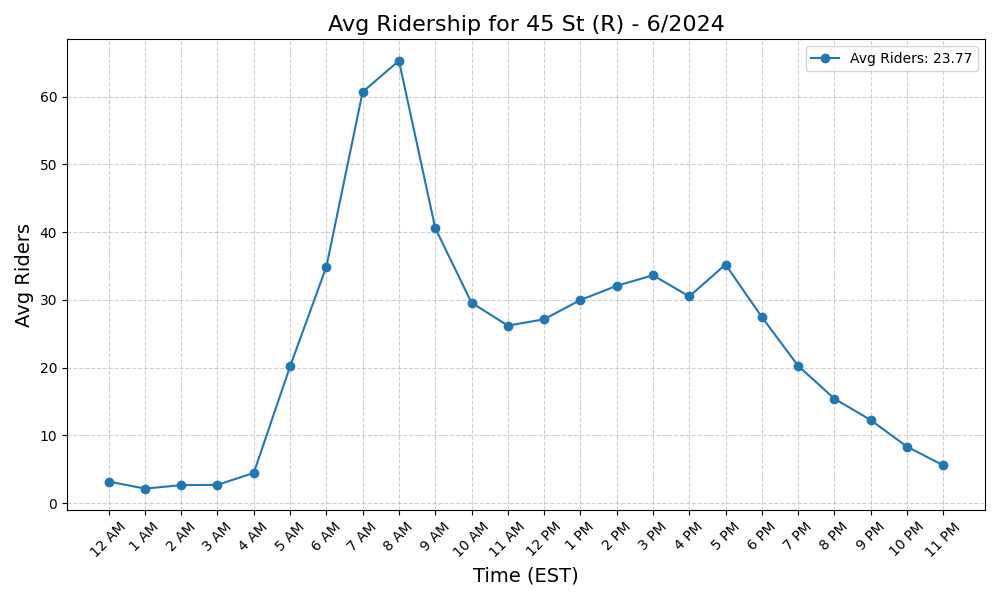 Avg Ridership for 45 St (R) - 6/2024
Avg Riders: 23.77
Avg Riders
60
50
40
30
20
10
0
12 AM
1 AM
2 AM
3 AM
4 AM
5 AM
6 AM
7 AM
8 AM
9 AM
10 AM
11 AM
12 PM
1 PM
2 PM
3 PM
4 PM
5 PM
6 PM
7 PM
8 PM
9 PM
10 PM
11 PM
Time (EST)